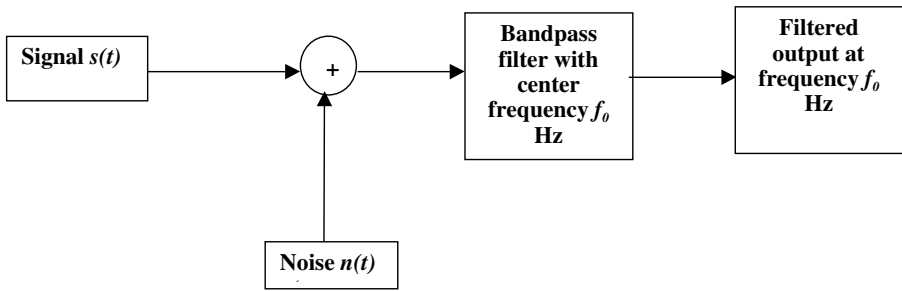 Signal s(t)
+
Bandpass
filter with
center
frequency f₀
Hz
Filtered
output at
frequency f₀
Hz
Noise n(t)